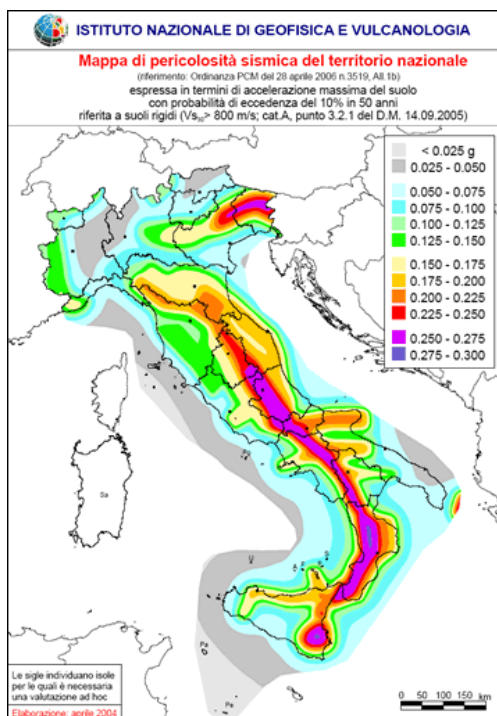 ISTITUTO NAZIONALE DI GEOFISICA E VULCANOLOGIA
Mappa di pericolosità sismica del territorio nazionale
(riferimento: Ordinanza PCM del 28 aprile 2006 n.3519, All.1b)
espressa in termini di accelerazione massima del suolo
con probabilità di eccedenza del 10% in 50 anni
riferita a suoli rigidi (Vs₃₀> 800 m/s; cat.A, punto 3.2.1 del D.M. 14.09.2005)
< 0.025 g
0.025 - 0.050
0.050 - 0.075
0.075 - 0.100
0.100 - 0.125
0.125 - 0.150
0.150 - 0.175
0.175 - 0.200
0.200 - 0.225
0.225 - 0.250
0.250 - 0.275
0.275 - 0.300
Sa
U
Pa
Pe
Le sigle individuano isole
per le quali è necessaria
una valutazione ad hoc
Elaborazione: aprile 2004
0 50 100 150
km